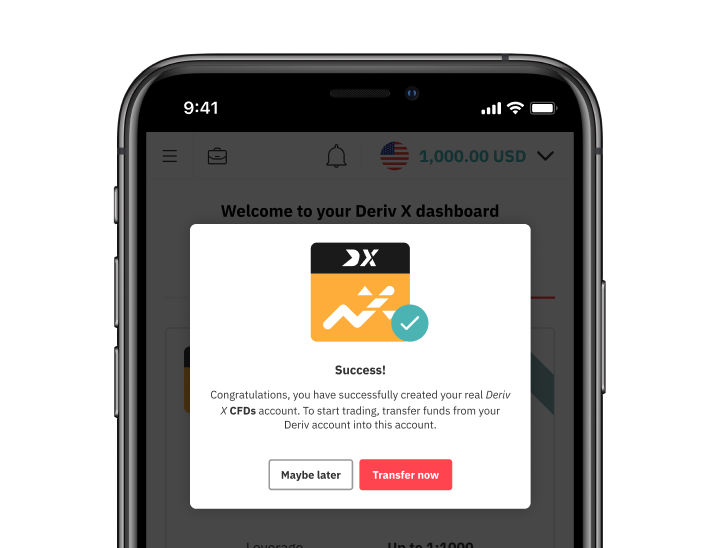 9:41
1,000.00 USD
Welcome to your Deriv X dashboard
DX
Success!
Congratulations, you have successfully created your real Deriv
X CFDs account. To start trading, transfer funds from your
Deriv account into this account.
Maybe later Transfer now
Leverage Up to 1:1000